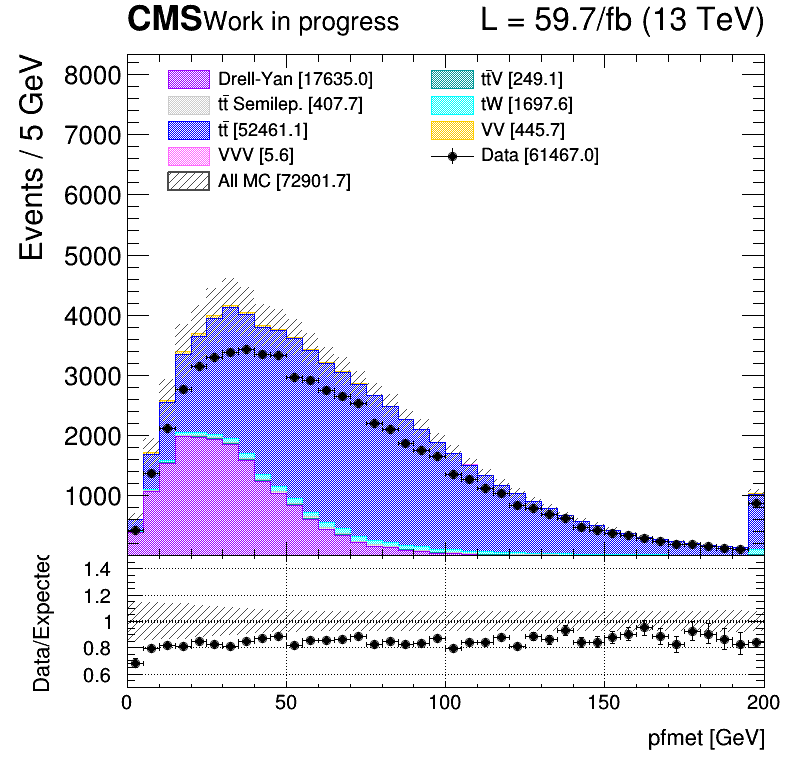 CMS Work in progress L = 59.7/fb (13 TeV)
Events / 5 GeV
8000
7000
6000
5000
4000
3000
2000
1000
Drell-Yan [17635.0]
tt̄ Semilep. [407.7]
tt̄ [52461.1]
VVV [5.6]
All MC [72901.7]
tt̄V [249.1]
tW [1697.6]
VV [445.7]
Data [61467.0]
Data/Expected
1.4
1.2
1
0.8
0.6
0 50 100 150 200
pfmet [GeV]